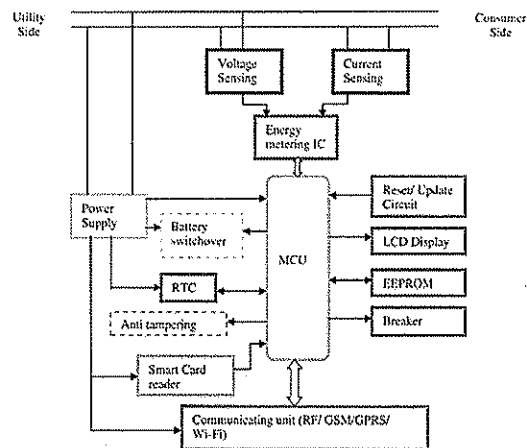 Utility
Side
Consumer
Side
Voltage
Sensing
Current
Sensing
Energy
metering IC
Power
Supply
Battery
switchover
MCU
Reset/ Update
Circuit
LCD Display
RTC
EEPROM
Anti tampering
Breaker
Smart Card
reader
Communicating unit (RF/ GSM/GPRS/
Wi-Fi)